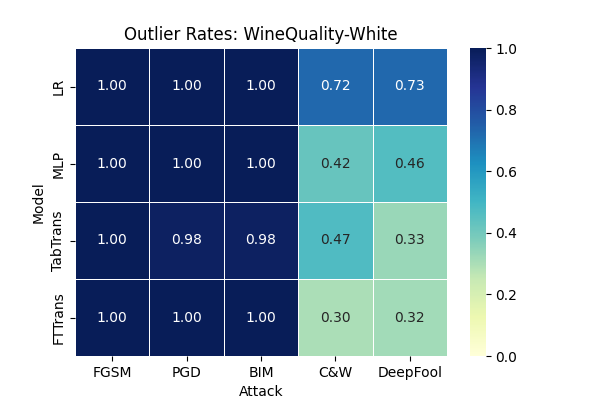 Outlier Rates: WineQuality-White
Model
LR 1.00 1.00 1.00 0.72 0.73
MLP 1.00 1.00 1.00 0.42 0.46
TabTrans 1.00 0.98 0.98 0.47 0.33
FTTrans 1.00 1.00 1.00 0.30 0.32
FGSM PGD BIM C&W DeepFool
Attack
1.0
0.8
0.6
0.4
0.2
0.0